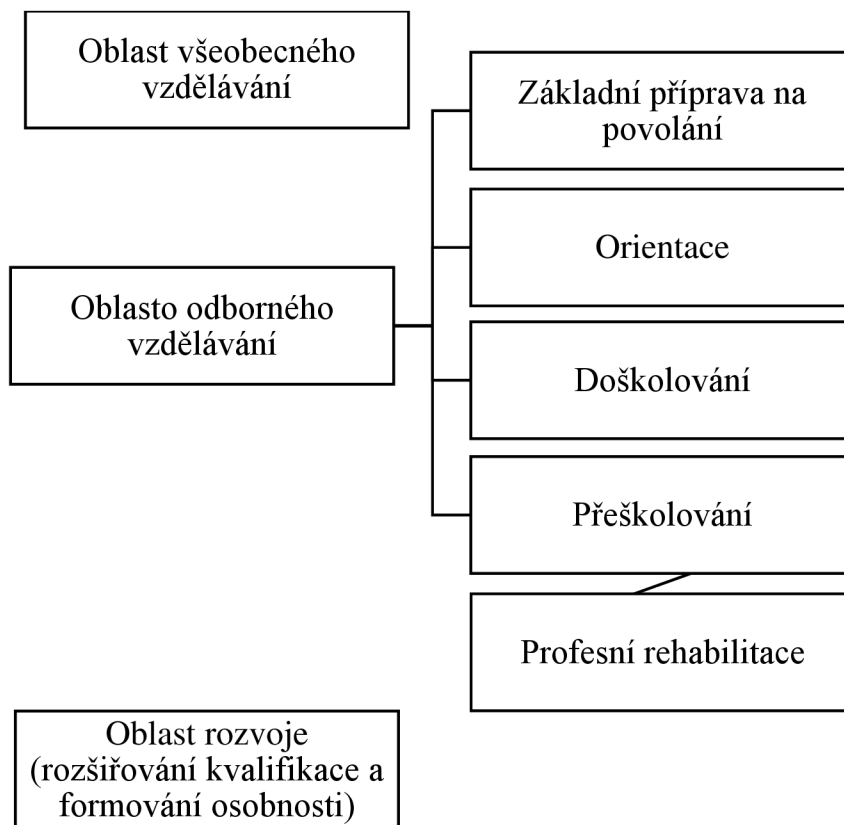 Oblast všeobecného
vzdělávání
Základní příprava na
povolání
Orientace
Oblasto odborného
vzdělávání
Doškolování
Přeškolování
Profesní rehabilitace
Oblast rozvoje
(rozšiřování kvalifikace a
formování osobnosti)